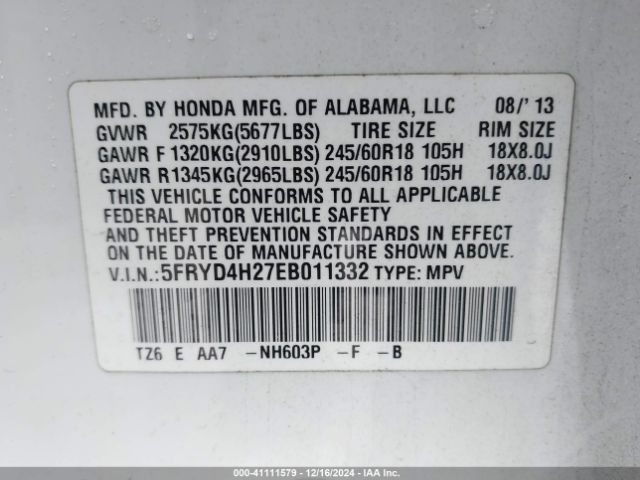 MFD. BY HONDA MFG. OF ALABAMA, LLC 08/'13
GVWR 2575KG(5677LBS) TIRE SIZE RIM SIZE
GAWR F 1320KG(2910LBS) 245/60R18 105H 18X8.0J
GAWR R1345KG(2965LBS) 245/60R18 105H 18X8.0J
THIS VEHICLE CONFORMS TO ALL APPLICABLE
FEDERAL MOTOR VEHICLE SAFETY
AND THEFT PREVENTION STANDARDS IN EFFECT
ON THE DATE OF MANUFACTURE SHOWN ABOVE.
V.I.N.: 5FRYD4H27EB011332 TYPE: MPV
TZ6 E AA7 -NH603P -F -B
000-41111579 - 12/16/2024 - IAA Inc.